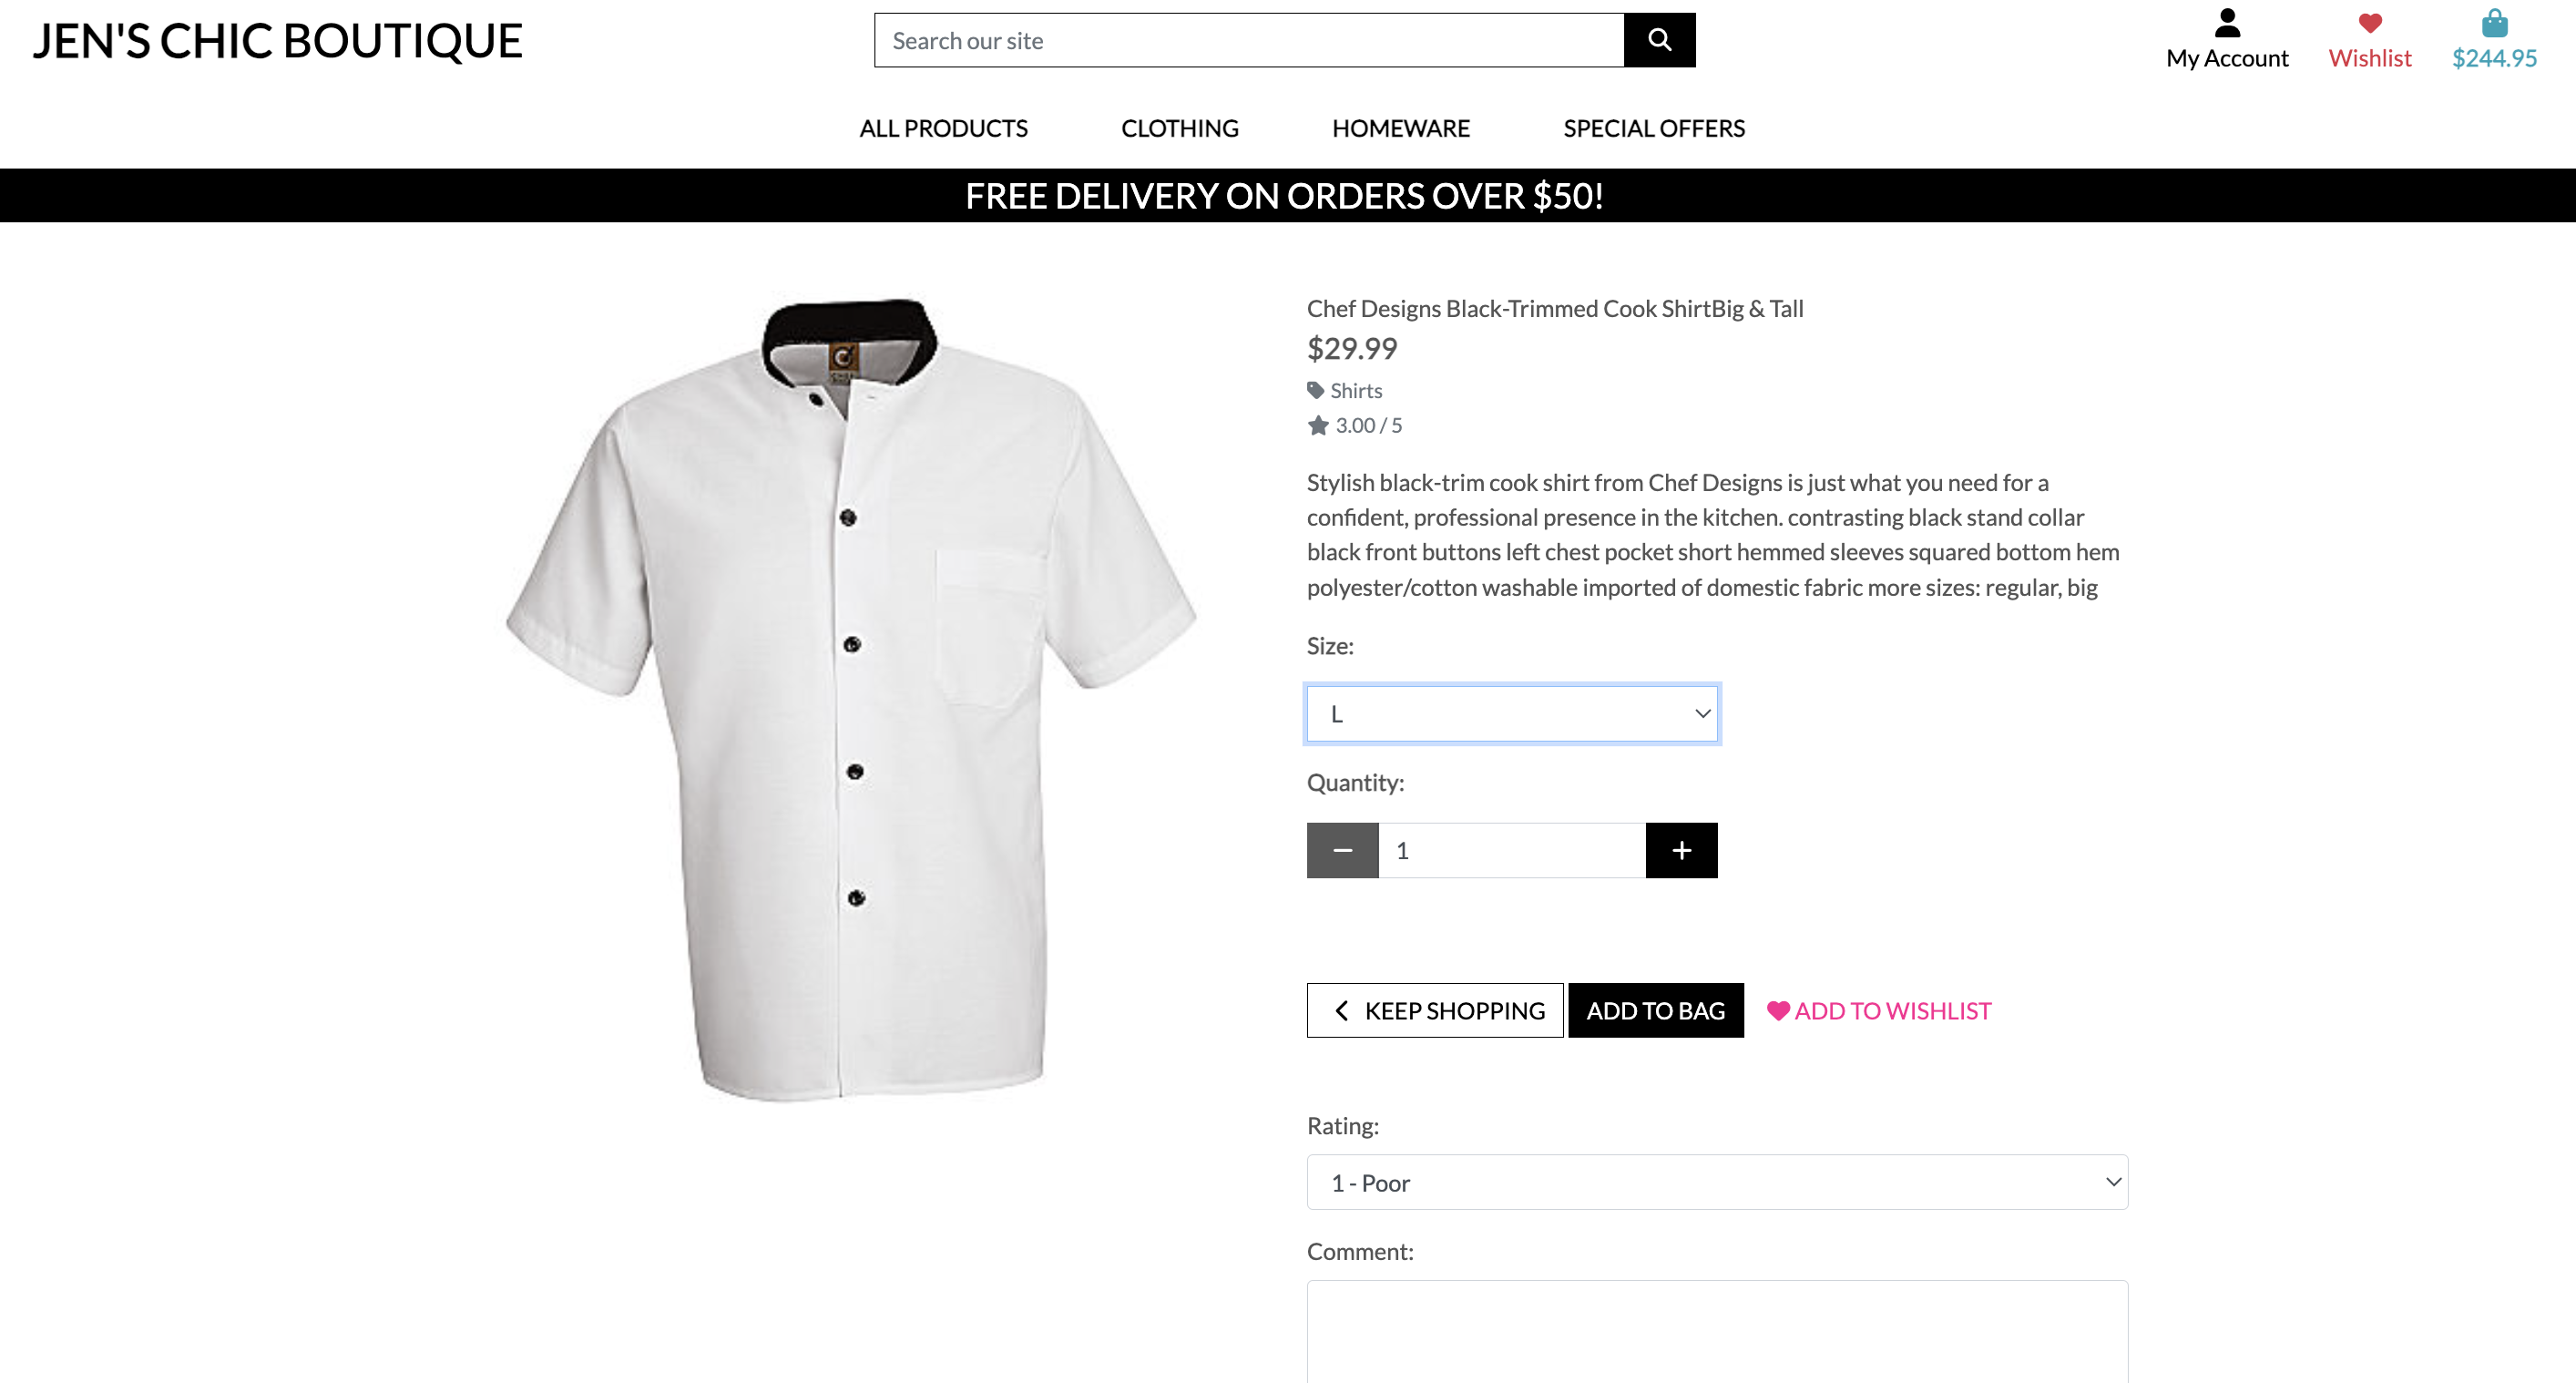 JEN'S CHIC BOUTIQUE
Search our site
My Account
Wishlist
$244.95
ALL PRODUCTS
CLOTHING
HOMEWARE
SPECIAL OFFERS
FREE DELIVERY ON ORDERS OVER $50!
Chef Designs Black-Trimmed Cook ShirtBig & Tall
$29.99
Shirts
3.00 / 5
Stylish black-trim cook shirt from Chef Designs is just what you need for a
confident, professional presence in the kitchen. contrasting black stand collar
black front buttons left chest pocket short hemmed sleeves squared bottom hem
polyester/cotton washable imported of domestic fabric more sizes: regular, big
Size:
L
Quantity:
1
KEEP SHOPPING
ADD TO BAG
ADD TO WISHLIST
Rating:
1 - Poor
Comment: